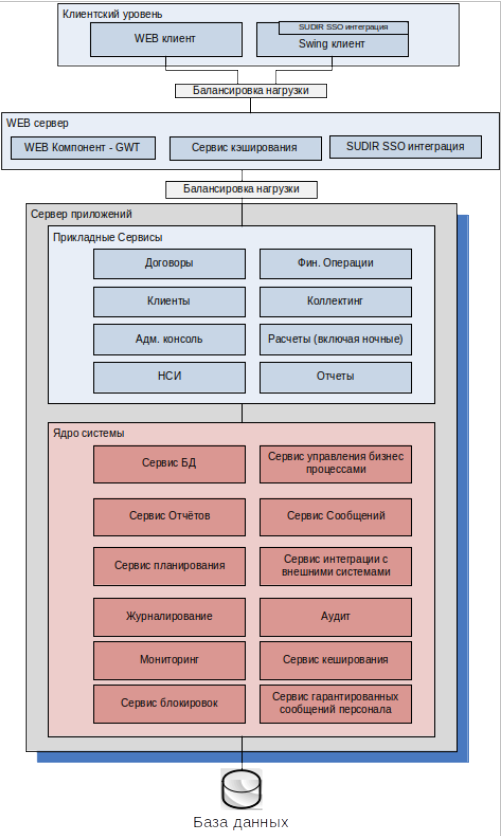 Клиентский уровень
WEB клиент
SUDIR SSO интеграция
Swing клиент
Балансировка нагрузки
WEB сервер
WEB Компонент - GWT
Сервис кэширования
SUDIR SSO интеграция
Балансировка нагрузки
Сервер приложений
Прикладные Сервисы
Договоры
Фин. Операции
Клиенты
Коллектинг
Адм. консоль
Расчеты (включая ночные)
НСИ
Отчеты
Ядро системы
Сервис БД
Сервис управления бизнес
процессами
Сервис Отчётов
Сервис Сообщений
Сервис планирования
Сервис интеграции с
внешними системами
Журналирование
Аудит
Мониторинг
Сервис кеширования
Сервис блокировок
Сервис гарантированных
сообщений персонала
База данных